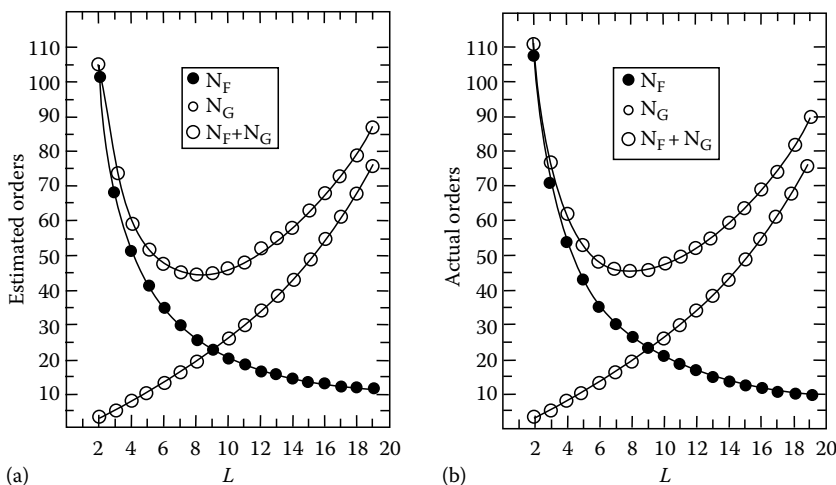 110
100
90
80
70
60
50
40
30
20
10
Estimated orders
N_F
N_G
N_F+N_G
2 4 6 8 10 12 14 16 18 20
(a) L
110
100
90
80
70
60
50
40
30
20
10
Actual orders
N_F
N_G
N_F + N_G
2 4 6 8 10 12 14 16 18 20
(b) L